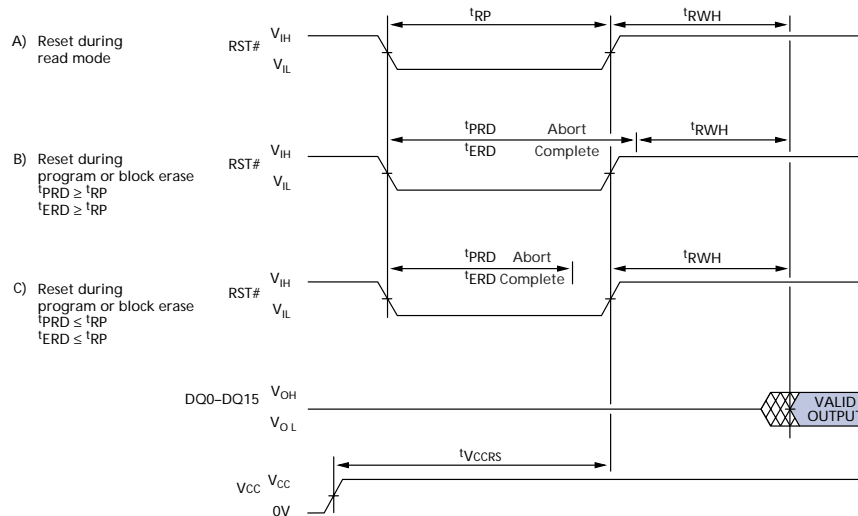 tRP
tRWH
A) Reset during
read mode
RST#
VIH
VIL
tPRD Abort
tERD Complete
tRWH
B) Reset during
program or block erase
tPRD ≥ tRP
tERD ≥ tRP
RST#
VIH
VIL
tPRD Abort
tERD Complete
tRWH
C) Reset during
program or block erase
tPRD ≤ tRP
tERD ≤ tRP
RST#
VIH
VIL
DQ0–DQ15
VOH
VO L
VALID
OUTPUT
tVCCRS
VCC
VCC
0V